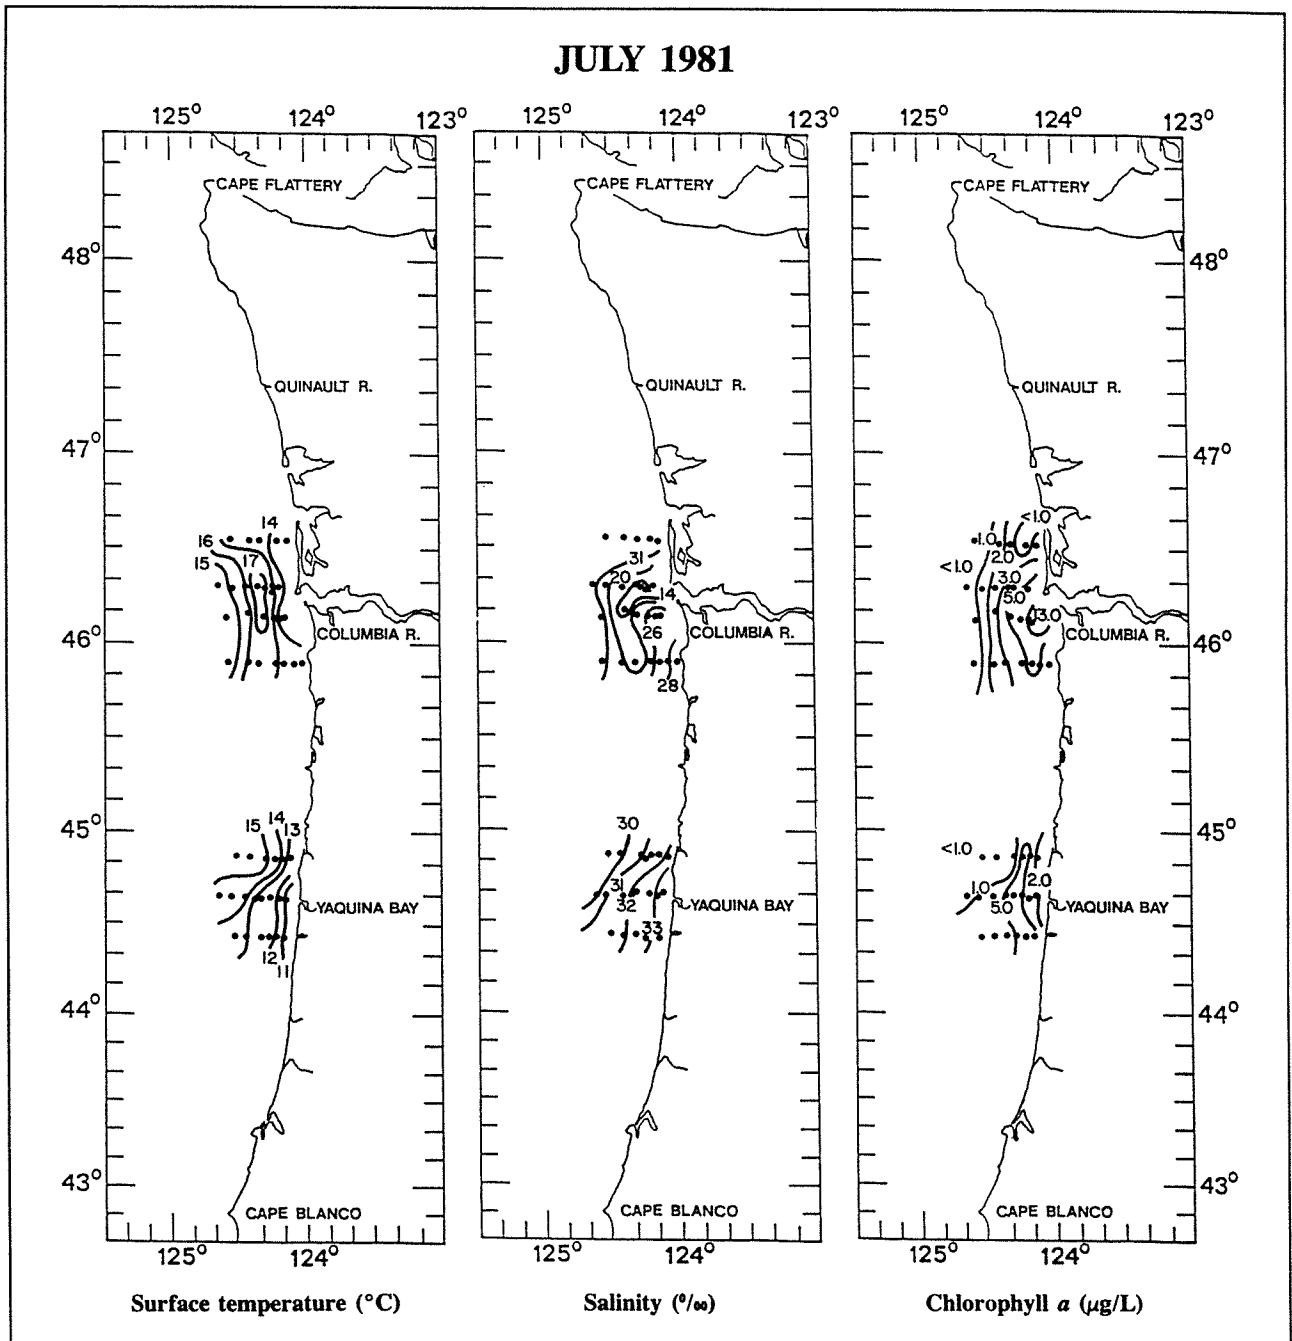 JULY 1981
125° 124° 123° 125° 124° 123° 125° 124° 123°
CAPE FLATTERY CAPE FLATTERY CAPE FLATTERY
48° 48°
QUINAULT R. QUINAULT R. QUINAULT R.
47° 47°
14 <1.0
16 1.0
15 17 31 2.0
<1.0
20 3.0
14 5.0
13.0
26
COLUMBIA R. COLUMBIA R. COLUMBIA R.
46° 46°
28
45° 45°
15 14 13 30 <1.0
31 1.0 2.0
32 5.0
YAQUINA BAY YAQUINA BAY YAQUINA BAY
33
12
11
44° 44°
43° 43°
CAPE BLANCO CAPE BLANCO CAPE BLANCO
125° 124° 125° 124° 125° 124°
Surface temperature (°C) Salinity (⁰/₀₀) Chlorophyll a (µg/L)